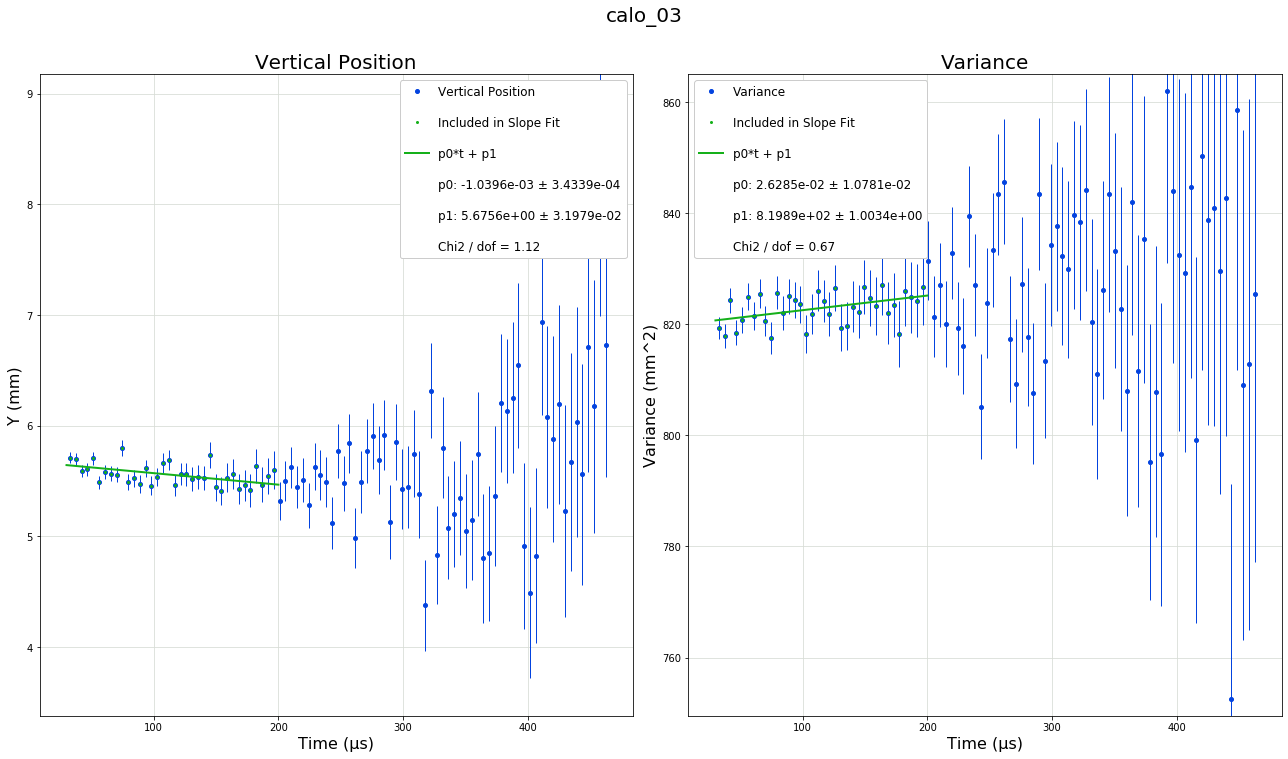 calo_03
Vertical Position
9
8
7
6
5
4
Y (mm)
100
200
300
400
Time (µs)
Vertical Position
Included in Slope Fit
p0*t + p1
p0: -1.0396e-03 ± 3.4339e-04
p1: 5.6756e+00 ± 3.1979e-02
Chi2 / dof = 1.12
Variance
860
840
820
800
780
760
Variance (mm^2)
100
200
300
400
Time (µs)
Variance
Included in Slope Fit
p0*t + p1
p0: 2.6285e-02 ± 1.0781e-02
p1: 8.1989e+02 ± 1.0034e+00
Chi2 / dof = 0.67